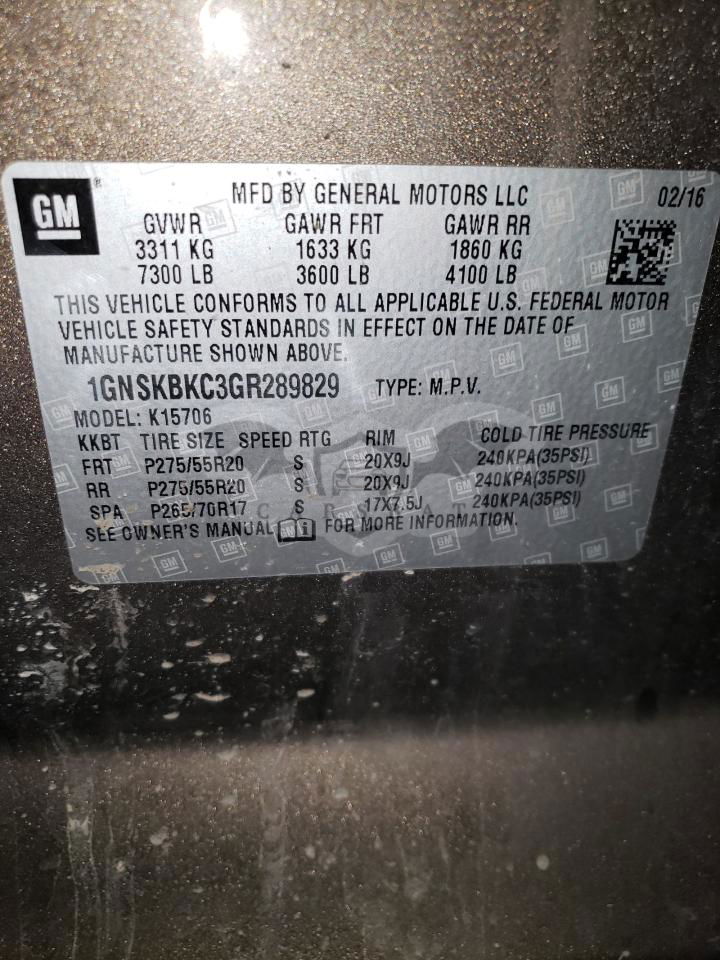 GM
MFD BY GENERAL MOTORS LLC 02/16
GVWR GAWR FRT GAWR RR
3311 KG 1633 KG 1860 KG
7300 LB 3600 LB 4100 LB
THIS VEHICLE CONFORMS TO ALL APPLICABLE U.S. FEDERAL MOTOR
VEHICLE SAFETY STANDARDS IN EFFECT ON THE DATE OF
MANUFACTURE SHOWN ABOVE.
1GNSKBKC3GR289829 TYPE: M.P.V.
MODEL: K15706
KKBT TIRE SIZE SPEED RTG RIM COLD TIRE PRESSURE
FRT P275/55R20 S 20X9J 240KPA(35PSI)
RR P275/55R20 S 20X9J 240KPA(35PSI)
SPA P265/70R17 S 17X7.5J 240KPA(35PSI)
SEE OWNER'S MANUAL i FOR MORE INFORMATION.